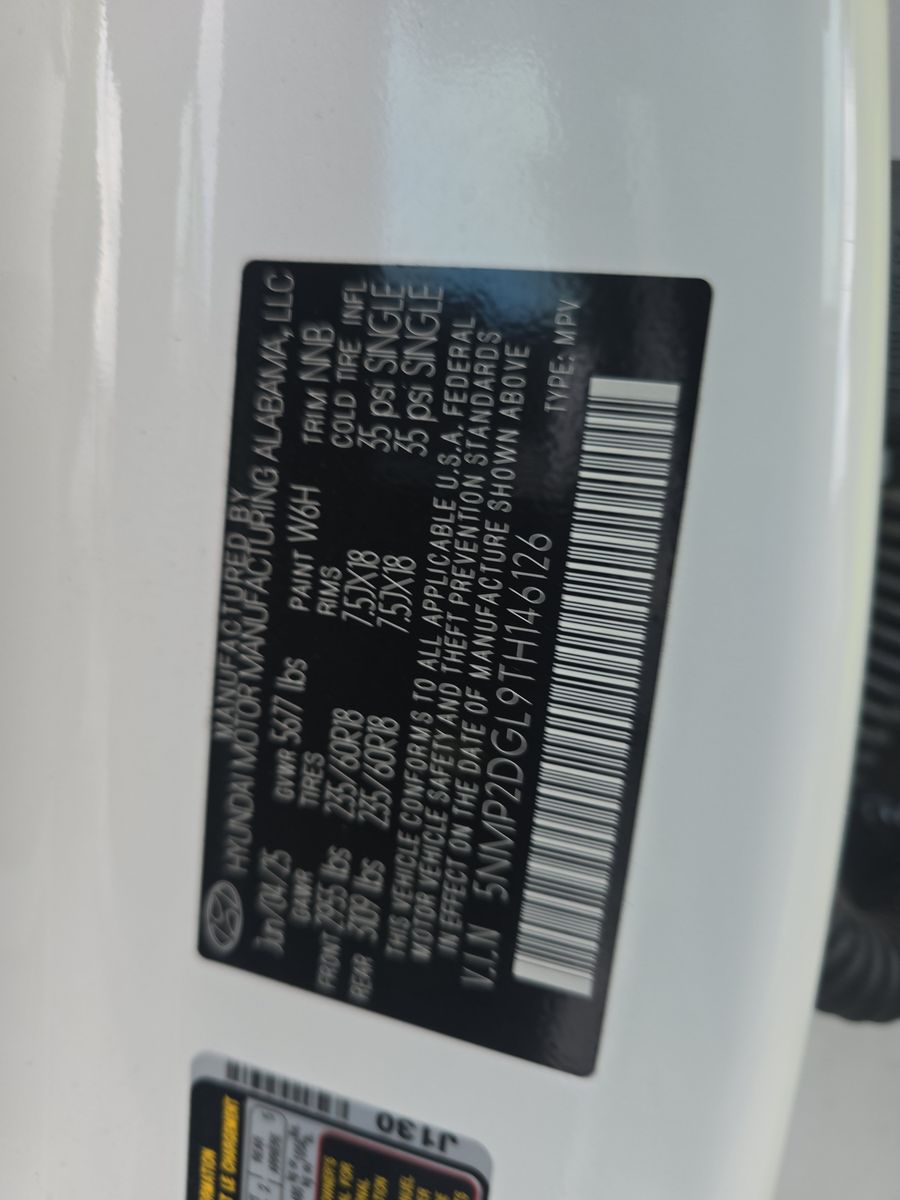 MANUFACTURED BY
HYUNDAI MOTOR MANUFACTURING ALABAMA, LLC
Jun/04/25 GVWR 5677 lbs PAINT W6H TRIM NNB
GAWR TIRES RIMS COLD TIRE INFL
FRONT 2955 lbs 235/60R18 7.5JX18 35 psi SINGLE
REAR 3091 lbs 235/60R18 7.5JX18 35 psi SINGLE
THIS VEHICLE CONFORMS TO ALL APPLICABLE U.S.A. FEDERAL
MOTOR VEHICLE SAFETY AND THEFT PREVENTION STANDARDS
IN EFFECT ON THE DATE OF MANUFACTURE SHOWN ABOVE
V.I.N 5NMP2DGL9TH146126
TYPE: MPV
J130